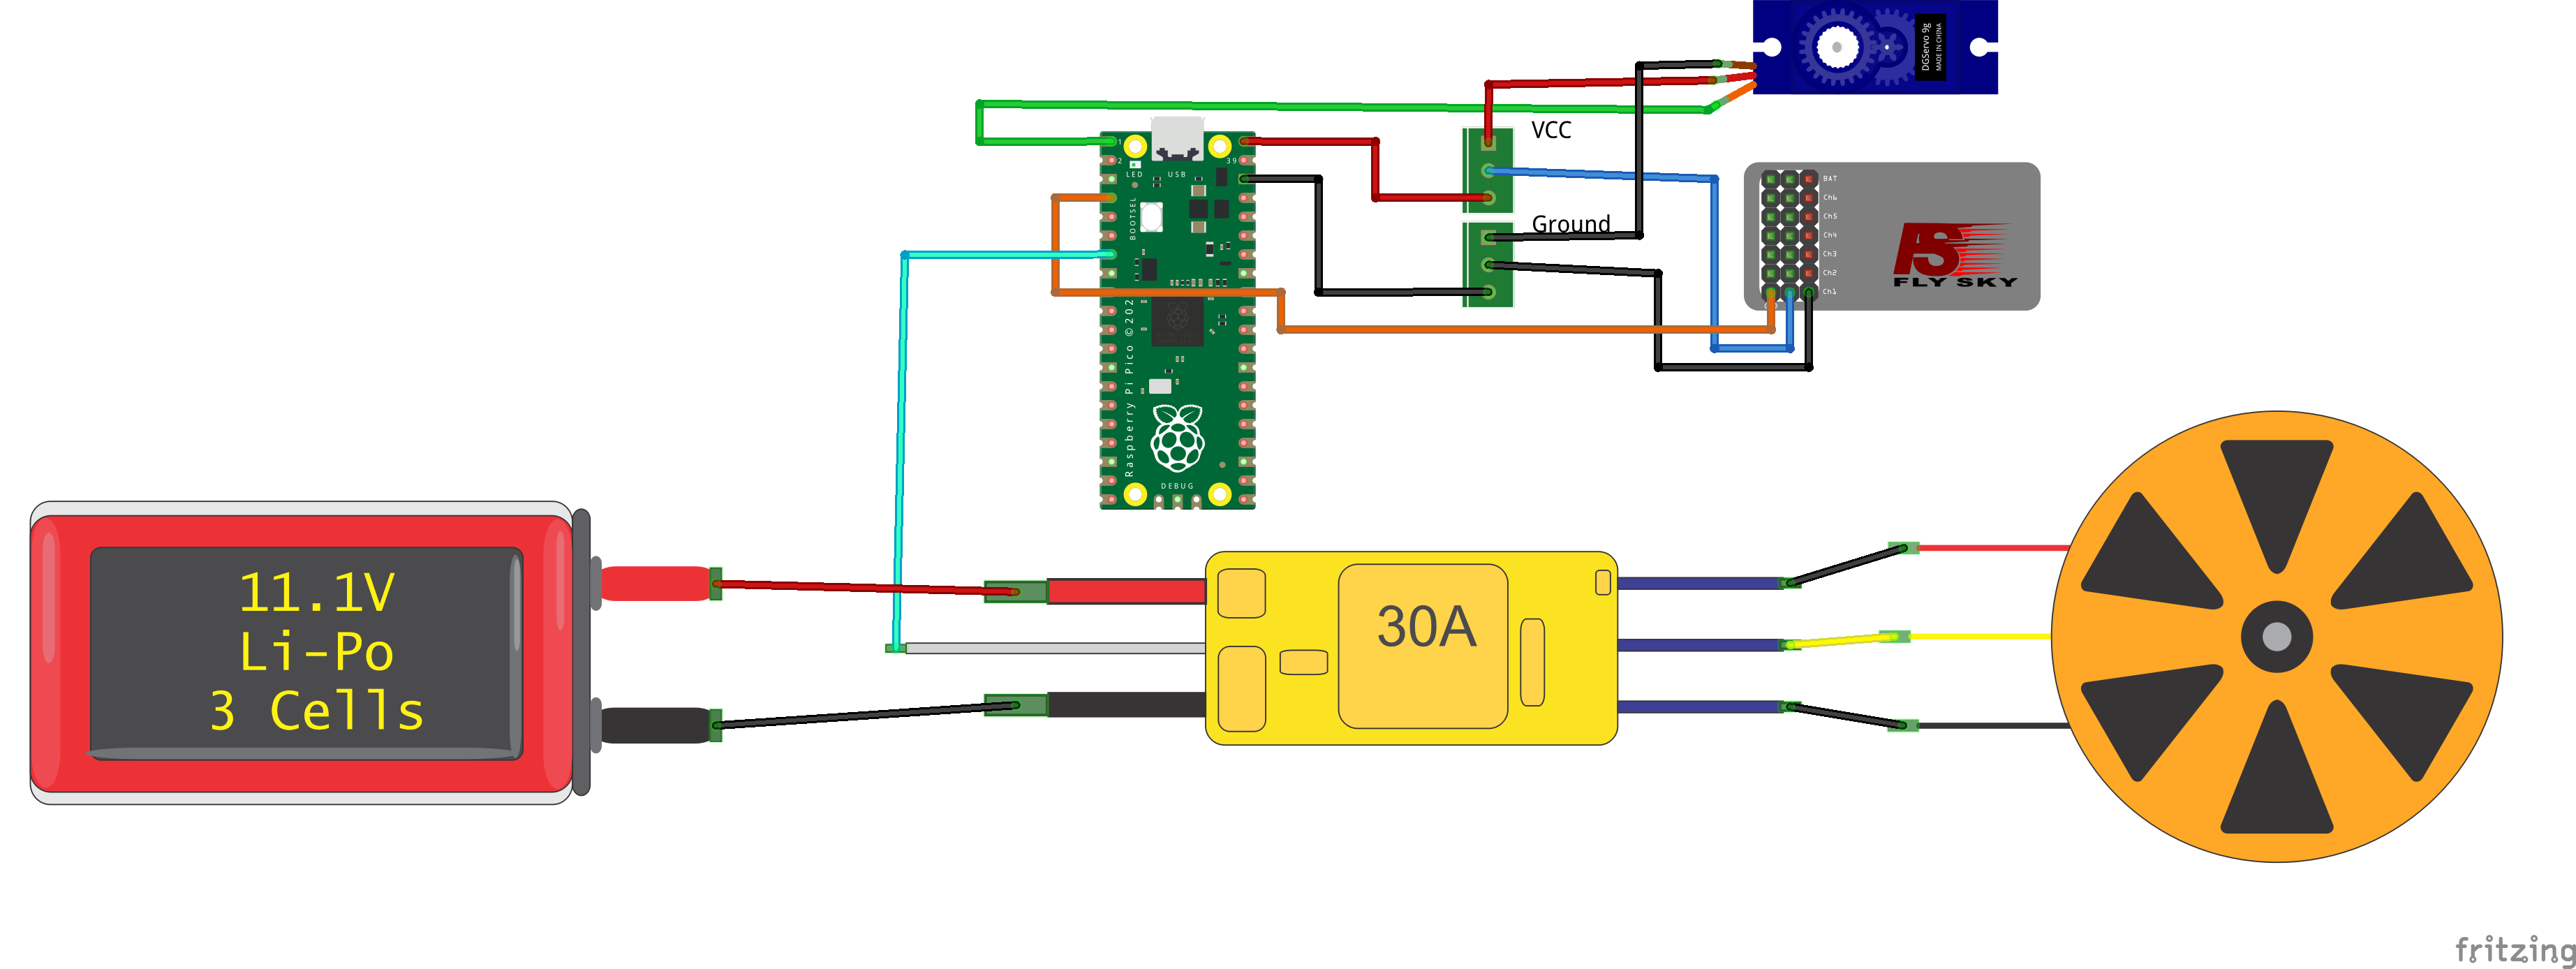 DGServo 9g
MADE IN CHINA
VCC
1
2
39
LED
USB
BOOTSEL
BAT
Ch6
Ch5
Ch4
Ch3
Ch2
Ch1
FS
FLY SKY
Ground
Raspberry Pi Pico ©202
DEBUG
11.1V
Li-Po
3 Cells
30A
fritzing